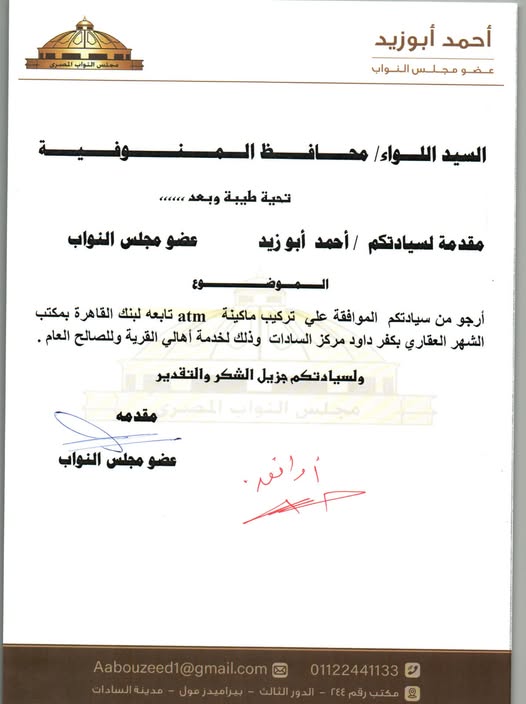 أحمد أبوزيد
عضو مجلس النواب
مجلس النواب المصرى
السيد اللواء/ محافظ المنوفية
تحية طيبة وبعد ،،،،،،
مقدمة لسيادتكم / أحمد أبو زيد عضو مجلس النواب
الموضوع
أرجو من سيادتكم الموافقة علي تركيب ماكينة atm تابعه لبنك القاهرة بمكتب
الشهر العقاري بكفر داود مركز السادات وذلك لخدمة أهالي القرية وللصالح العام .
ولسيادتكم جزيل الشكر والتقدير
مجلس النواب المصرى
مقدمه
عضو مجلس النواب
أوافق
Aabouzeed1@gmail.com 01122441133
مكتب رقم ٢٤٤ - الدور الثالث - بيراميدز مول - مدينة السادات